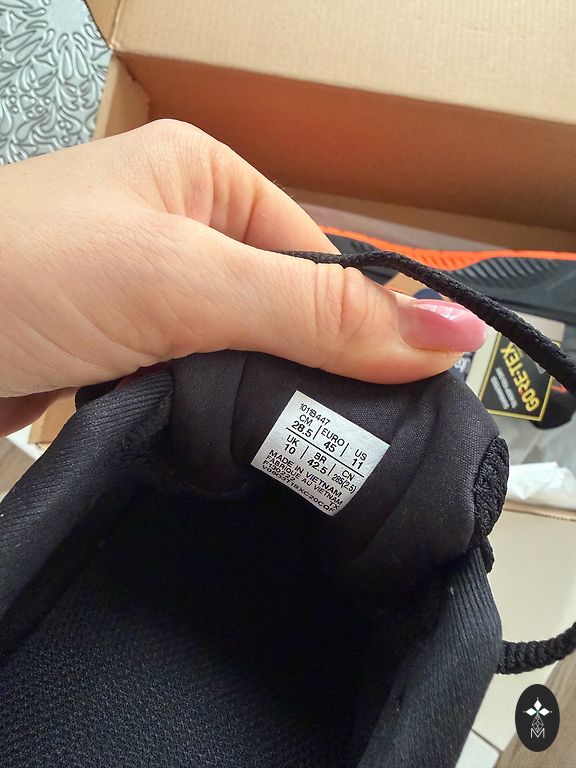 1011B447
CM EURO US
28.5 45 11
UK BR CN
10 42.5 285(2.5)
MADE IN VIETNAM
FABRIQUE AU VIETNAM
GORE-TEX
M